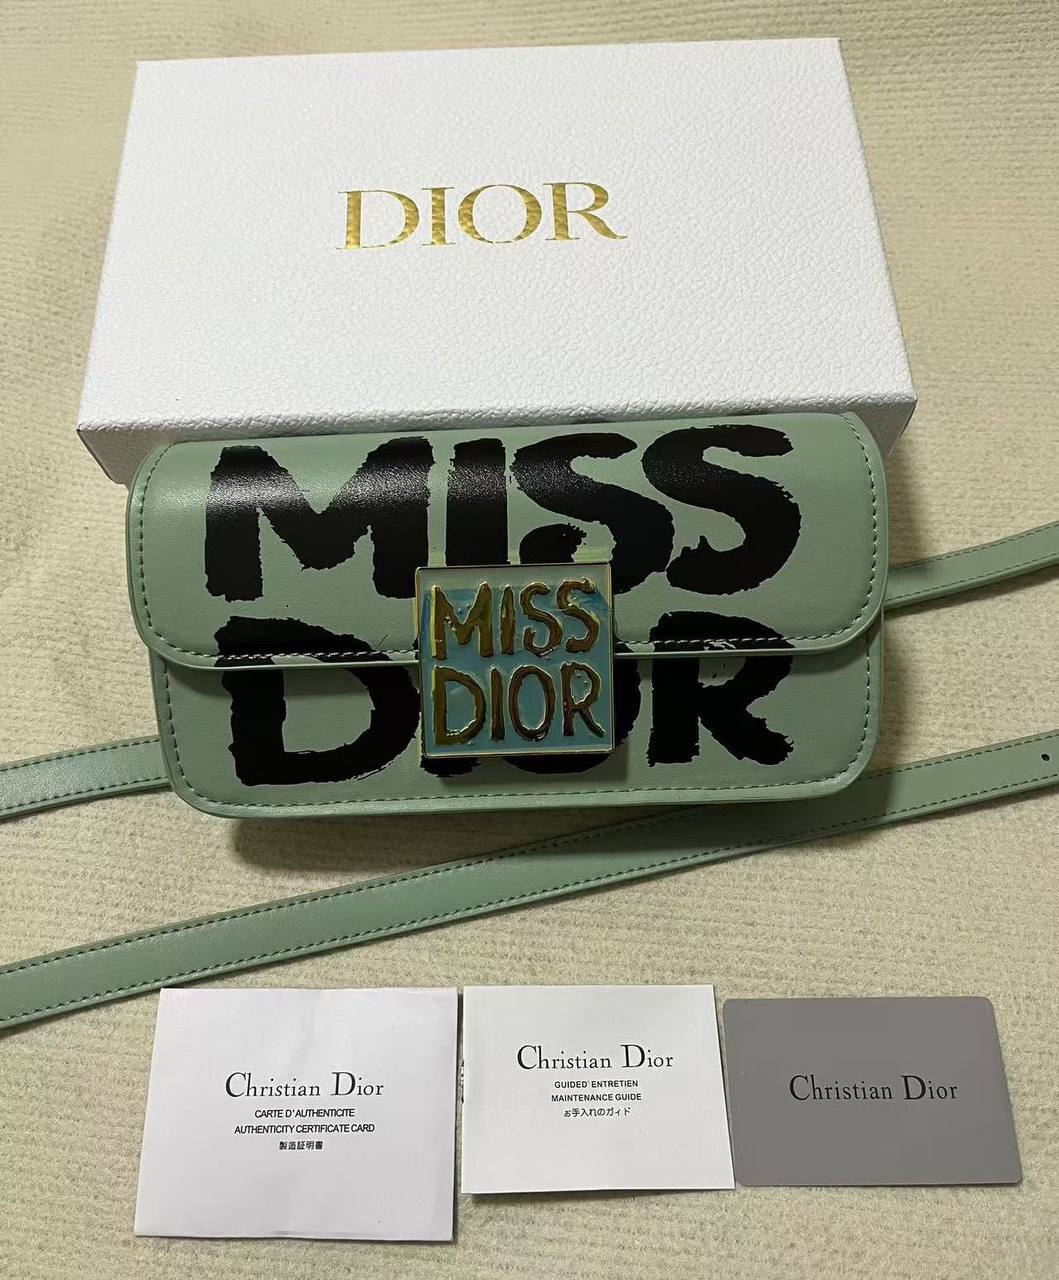 DIOR
MISS
DIOR
MISS
DIOR
Christian Dior
CARTE D'AUTHENTICITE
AUTHENTICITY CERTIFICATE CARD
製造証明書
Christian Dior
GUIDED' ENTRETIEN
MAINTENANCE GUIDE
お手入れのガイド
Christian Dior